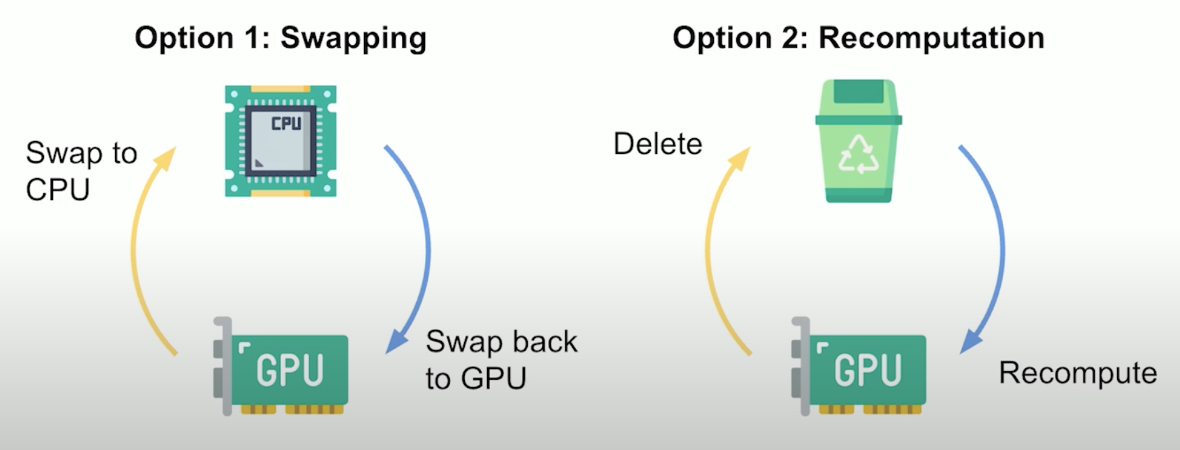 Option 1: Swapping
CPU
Swap to
CPU
GPU
Swap back
to GPU
Option 2: Recomputation
Delete
GPU
Recompute